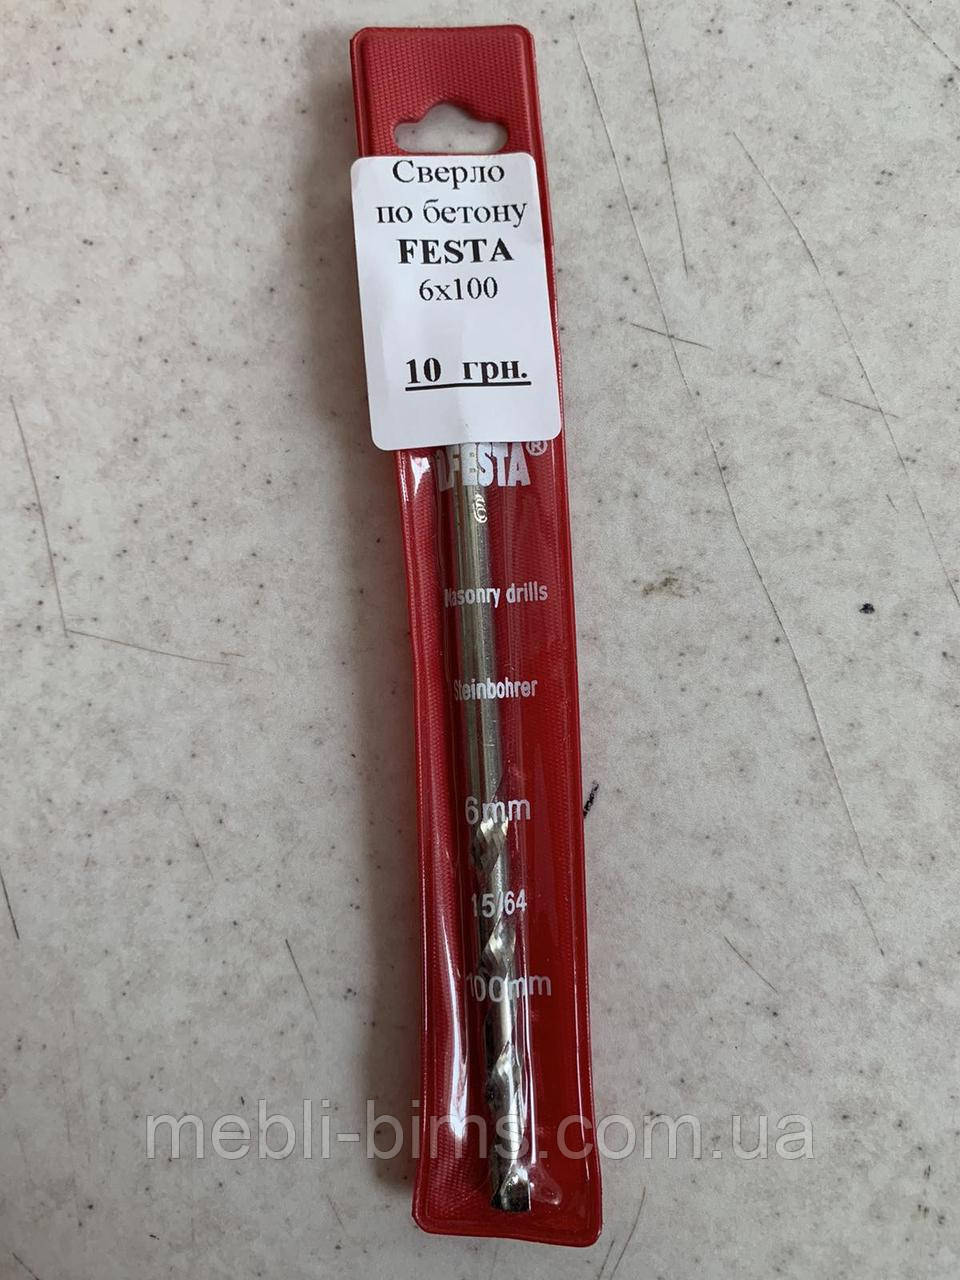 Сверло
по бетону
FESTA
6x100
10 грн.
FESTA®
6
Masonry drills
Steinbohrer
6mm
15/64
100mm
mebli-bims.com.ua